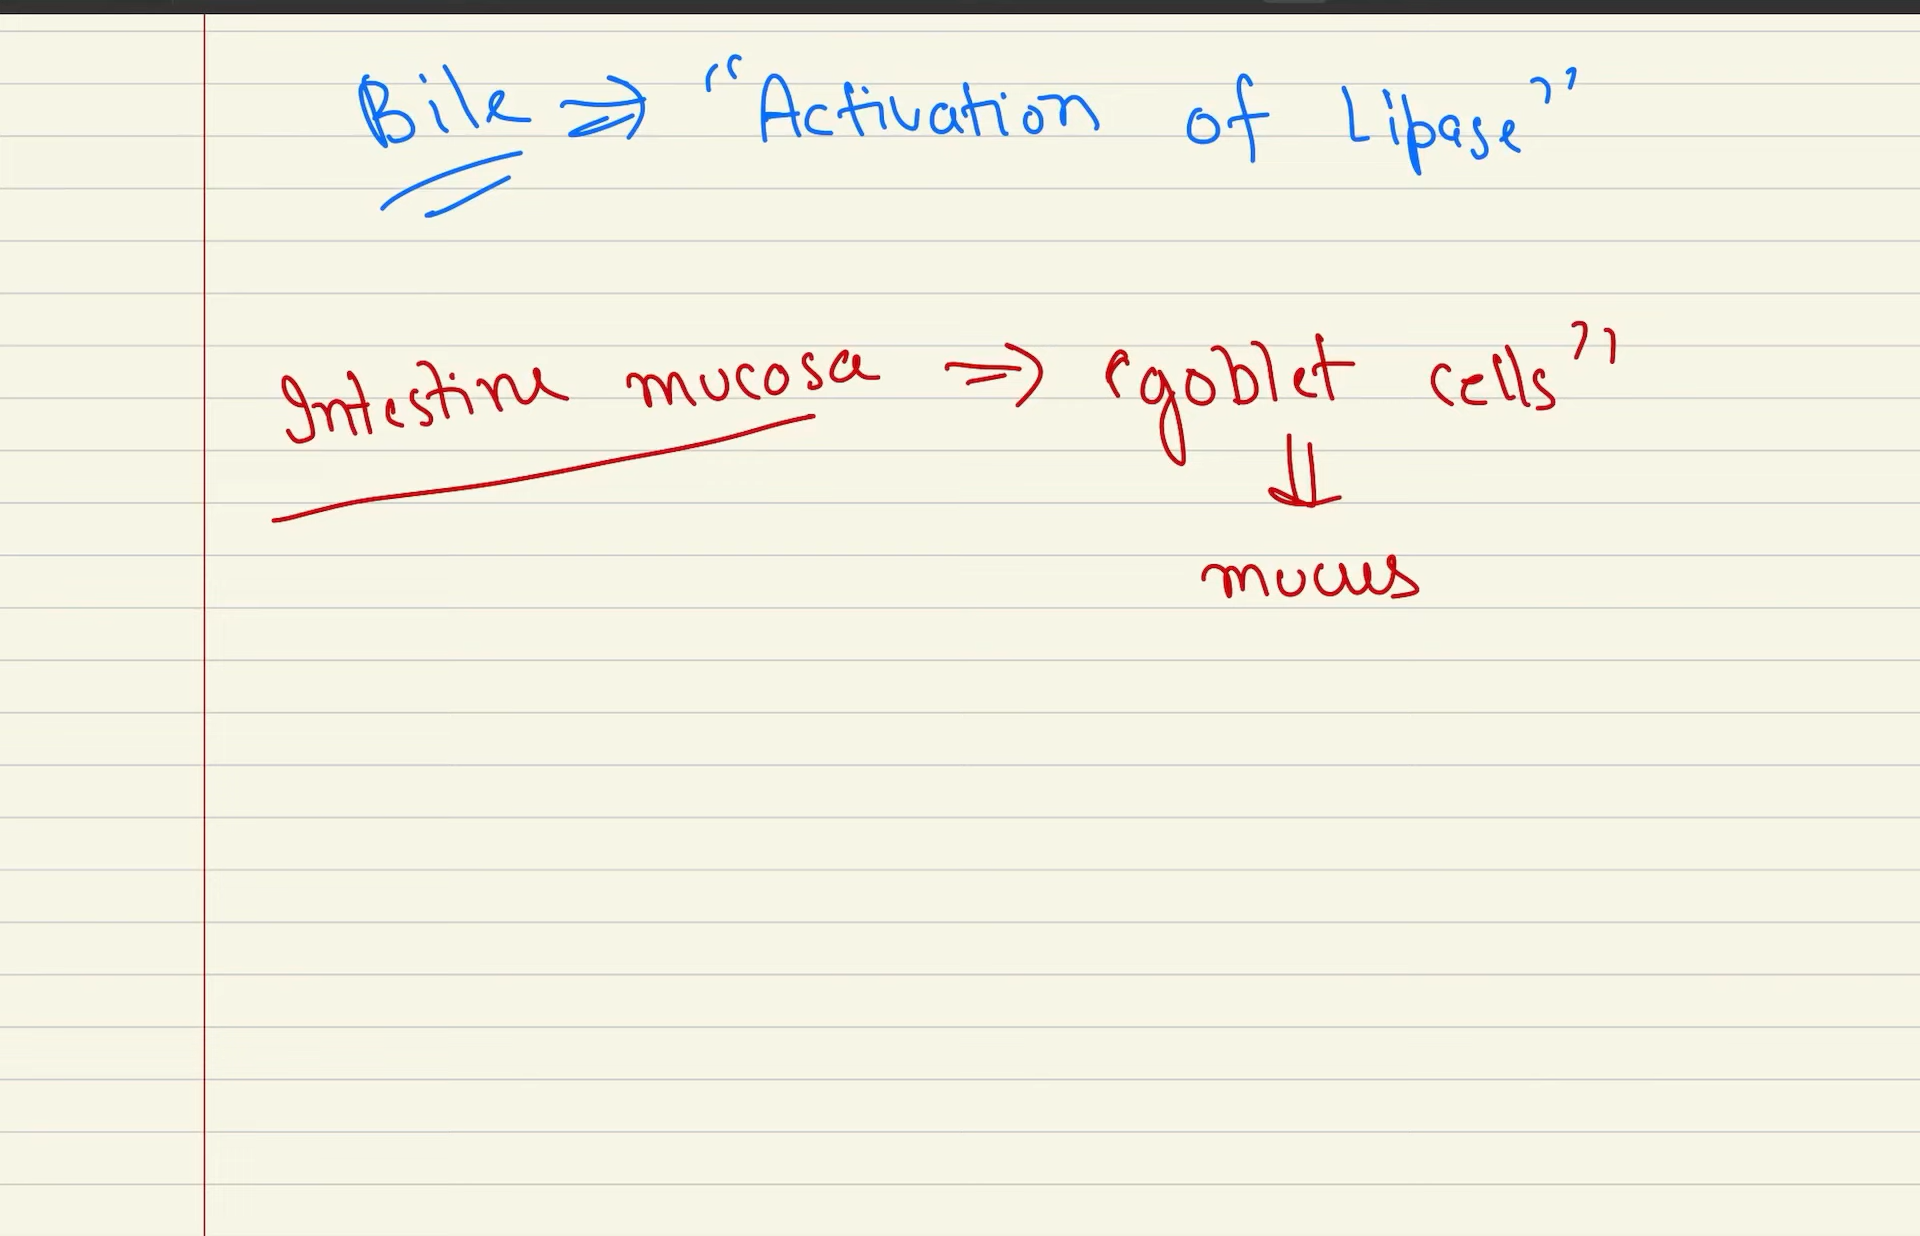 Bile ⇒ "Activation of Lipase"
Intestine mucosa ⇒ "goblet cells"
⇓
mucus